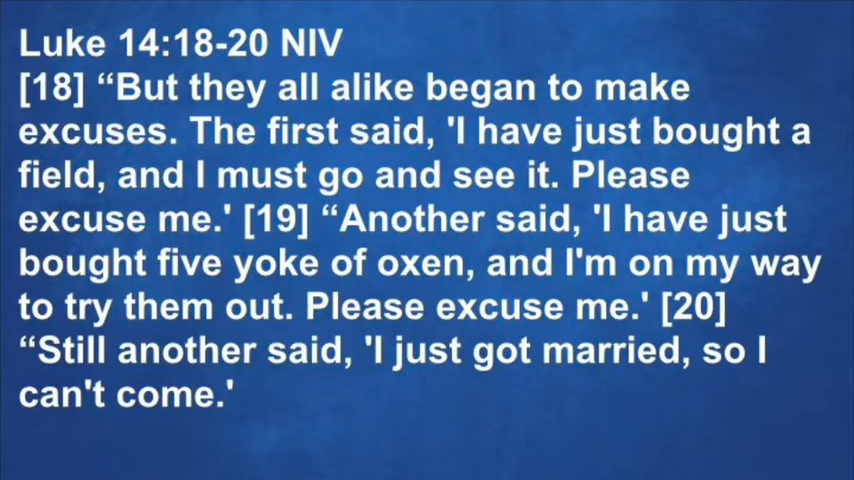 Luke 14:18-20 NIV
[18] “But they all alike began to make
excuses. The first said, 'I have just bought a
field, and I must go and see it. Please
excuse me.' [19] “Another said, 'I have just
bought five yoke of oxen, and I'm on my way
to try them out. Please excuse me.' [20]
“Still another said, 'I just got married, so I
can't come.'